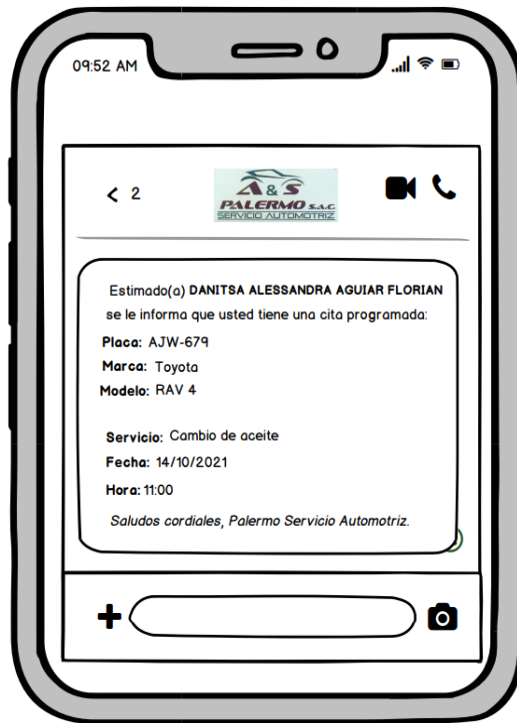 09:52 AM
2
A & S
PALERMO S.A.C.
SERVICIO AUTOMOTRIZ
Estimado(a) DANITSA ALESSANDRA AGUIAR FLORIAN
se le informa que usted tiene una cita programada:
Placa: AJW-679
Marca: Toyota
Modelo: RAV 4
Servicio: Cambio de aceite
Fecha: 14/10/2021
Hora: 11:00
Saludos cordiales, Palermo Servicio Automotriz.